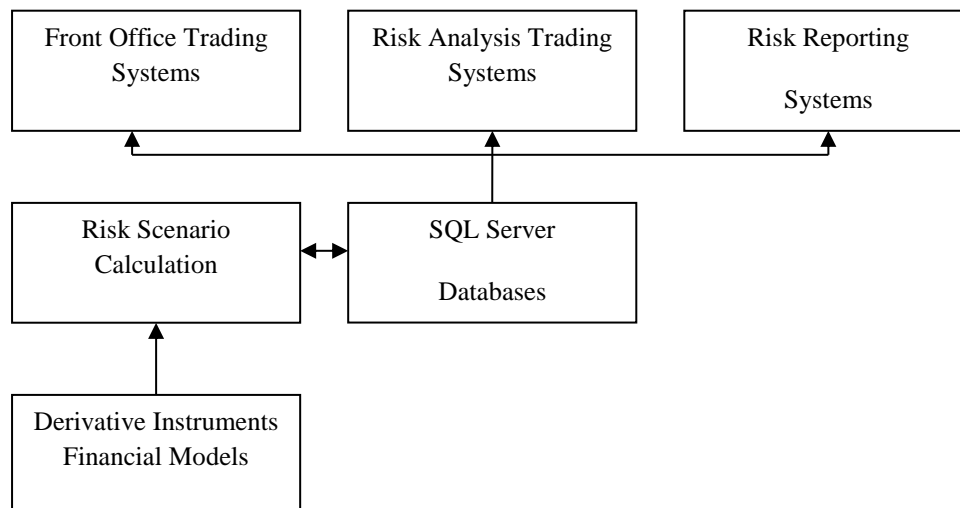 Front Office Trading
Systems
Risk Analysis Trading
Systems
Risk Reporting
Systems
Risk Scenario
Calculation
SQL Server
Databases
Derivative Instruments
Financial Models